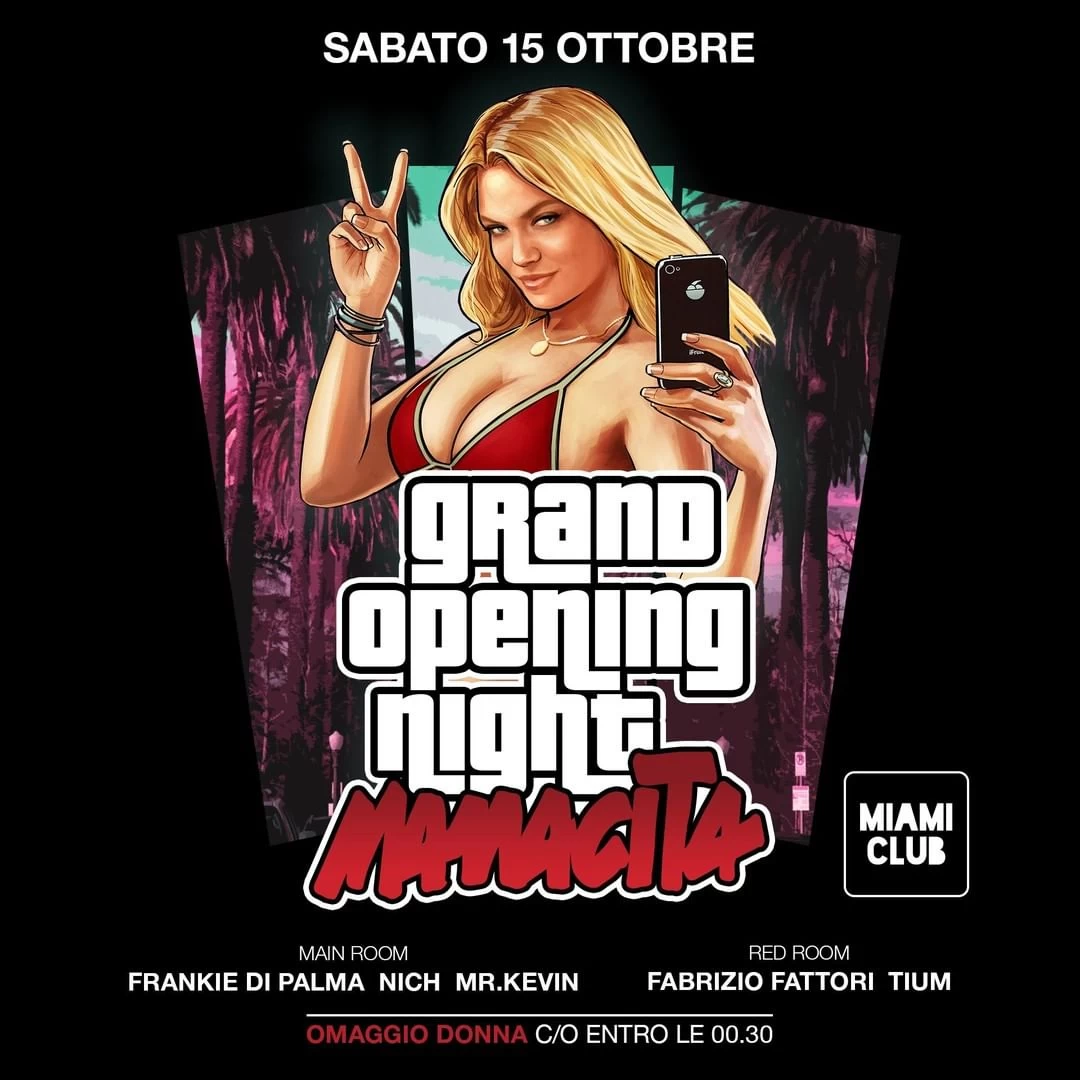 SABATO 15 OTTOBRE
iFruit
grand
opening
night
MAMACITA
MIAMI
CLUB
MAIN ROOM
FRANKIE DI PALMA NICH MR.KEVIN
RED ROOM
FABRIZIO FATTORI TIUM
OMAGGIO DONNA C/O ENTRO LE 00.30